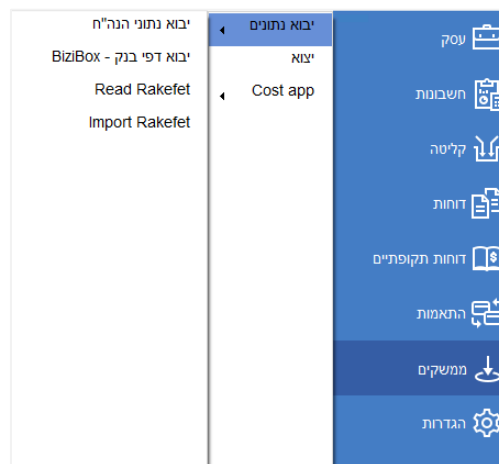 עסק
חשבונות
קליטה
דוחות
דוחות תקופתיים
התאמות
ממשקים
הגדרות
יבוא נתונים
יצוא
Cost app
יבוא נתוני הנה"ח
יבוא דפי בנק - BiziBox
Read Rakefet
Import Rakefet